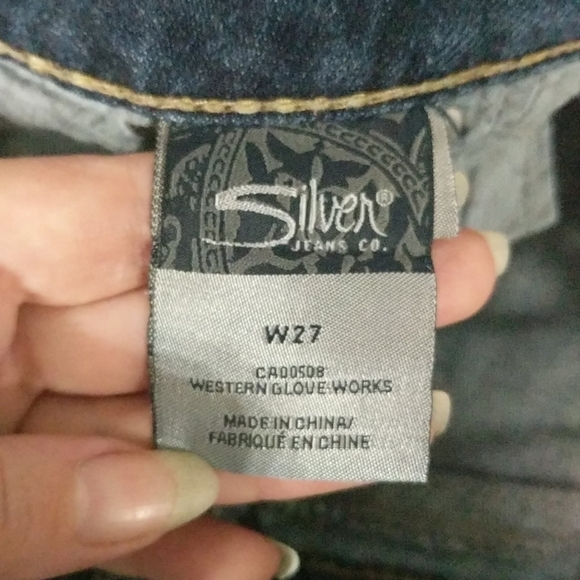 Silver®
JEANS CO.
W27
CA00508
WESTERN GLOVE WORKS
MADE IN CHINA/
FABRIQUÉ EN CHINE